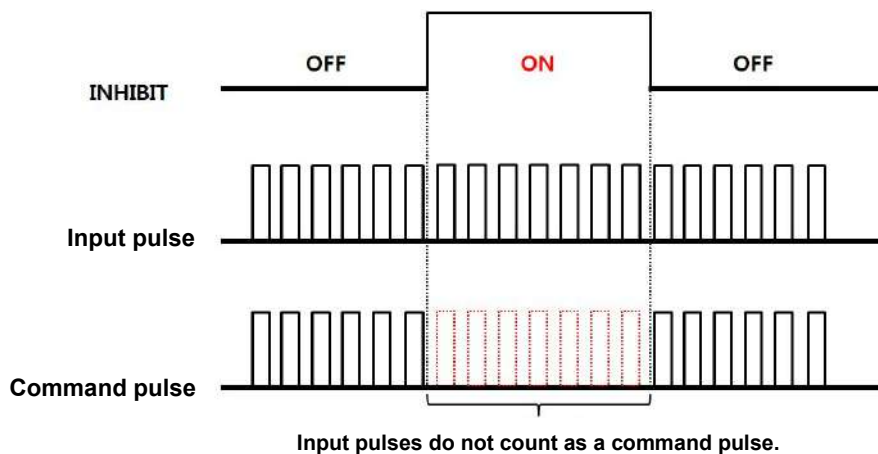 OFF ON OFF
INHIBIT
Input pulse
Command pulse
Input pulses do not count as a command pulse.